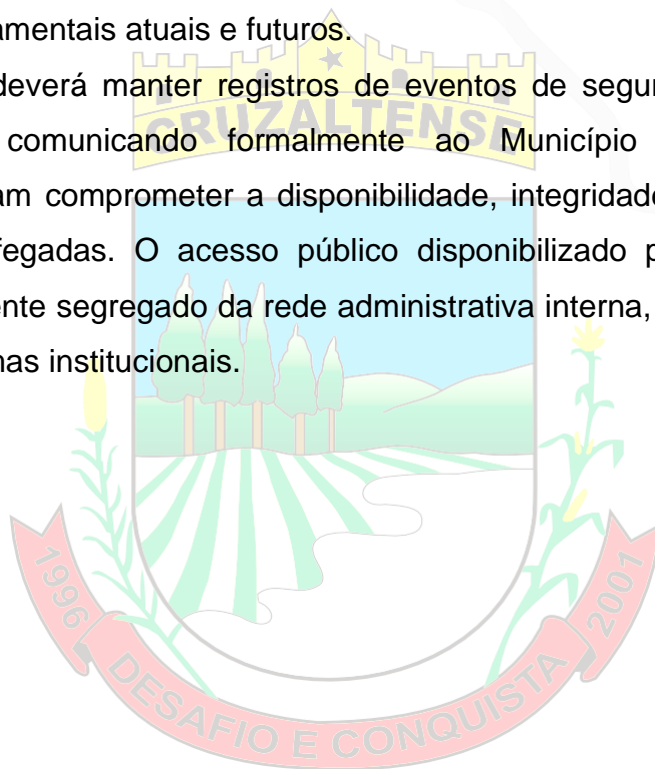 amentais atuais e futuros.
deverá manter registros de eventos de segur
comunicando formalmente ao Município
am comprometer a disponibilidade, integridade
fegadas. O acesso público disponibilizado p
ente segregado da rede administrativa interna,
nas institucionais.
CRUZALTENSE
1996
DESAFIO E CONQUISTA
2001